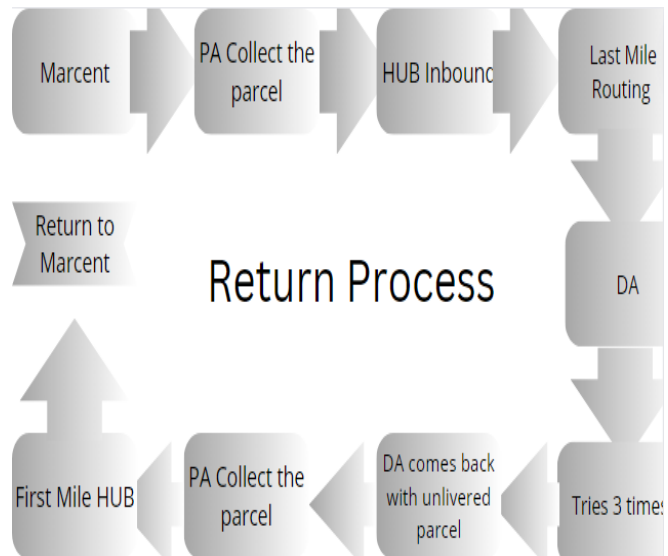 Marcent
PA Collect the
parcel
HUB Inbound
Last Mile
Routing
Return to
Marcent
Return Process
DA
First Mile HUB
PA Collect the
parcel
DA comes back
with unlivered
parcel
Tries 3 times